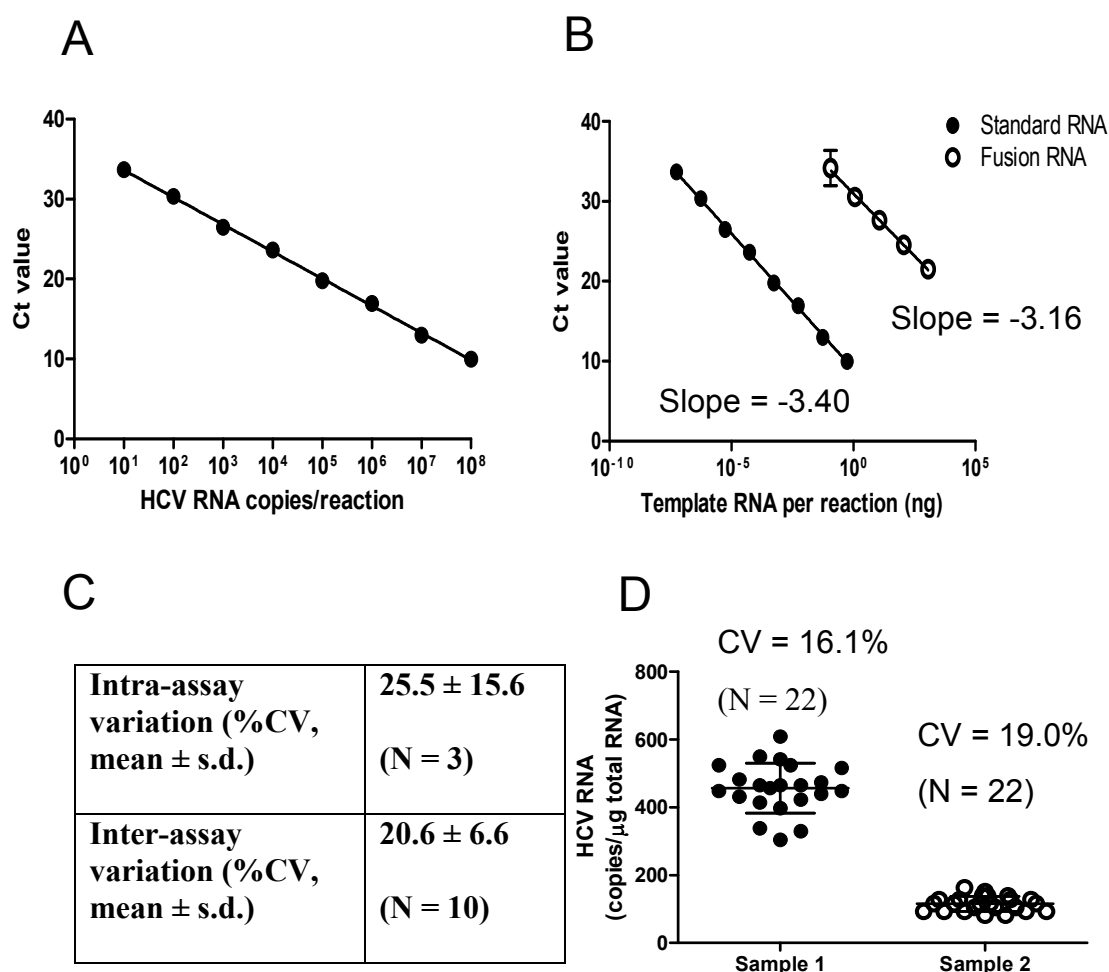 A
40
30
20
10
0
Ct value
10⁰ 10¹ 10² 10³ 10⁴ 10⁵ 10⁶ 10⁷ 10⁸
HCV RNA copies/reaction
B
40
30
20
10
0
Ct value
Standard RNA
Fusion RNA
Slope = -3.16
Slope = -3.40
10⁻¹⁰ 10⁻⁵ 10⁰ 10⁵
Template RNA per reaction (ng)
C
Intra-assay
variation (%CV,
mean ± s.d.)
25.5 ± 15.6
(N = 3)
Inter-assay
variation (%CV,
mean ± s.d.)
20.6 ± 6.6
(N = 10)
D
CV = 16.1%
(N = 22)
CV = 19.0%
(N = 22)
800
600
400
200
0
HCV RNA
(copies/μg total RNA)
Sample 1 Sample 2